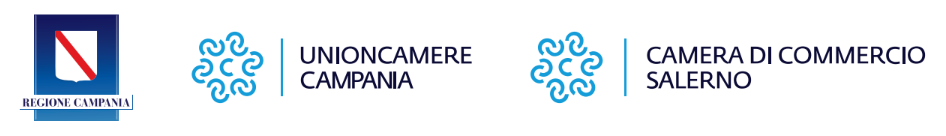 REGIONE CAMPANIA
UNIONCAMERE
CAMPANIA
CAMERA DI COMMERCIO
SALERNO